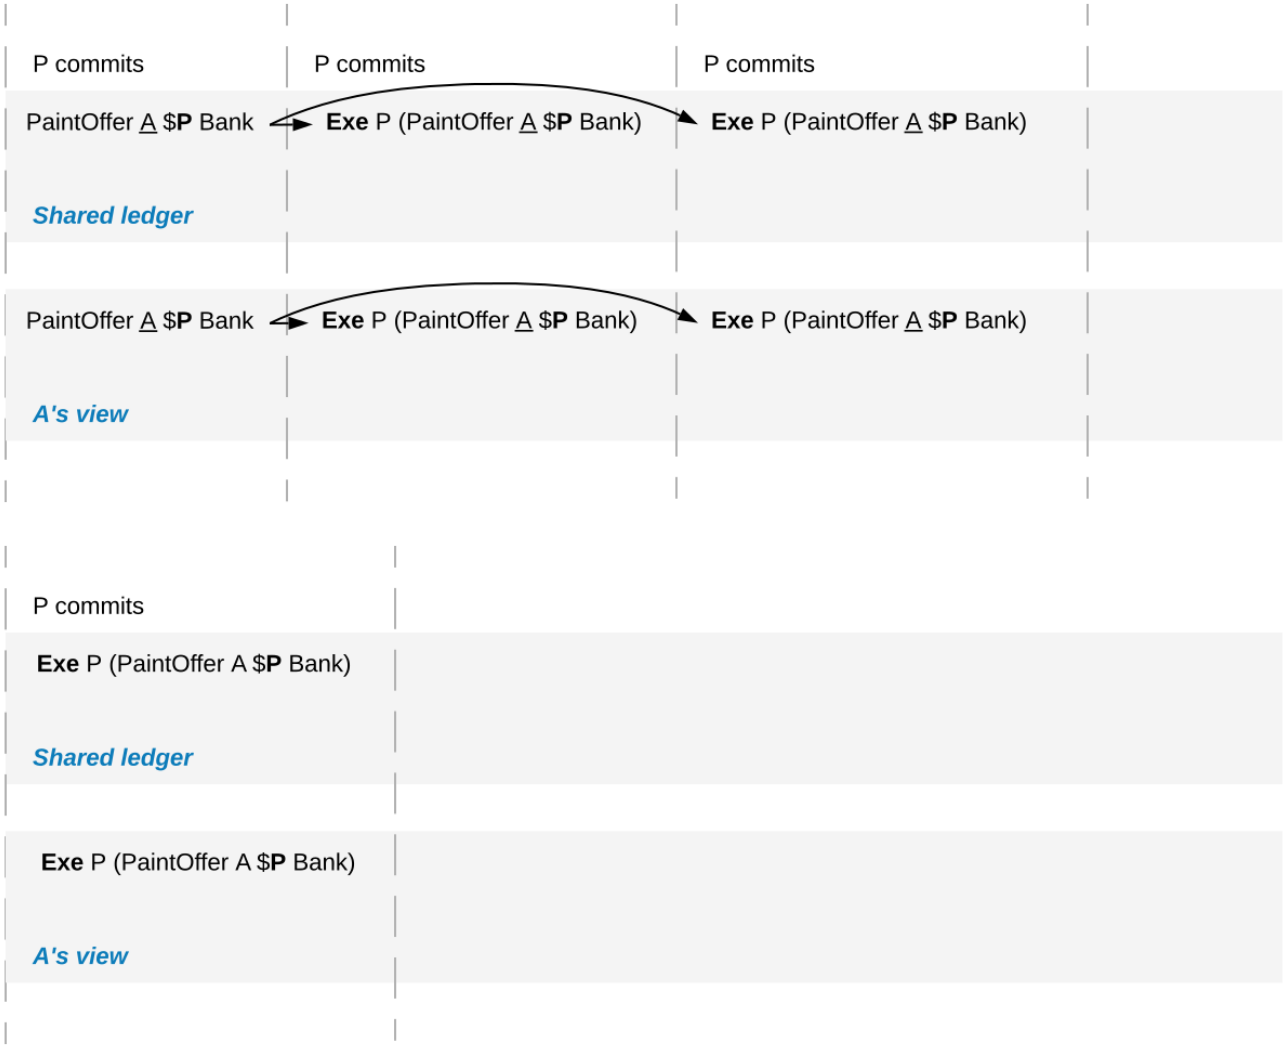 P commits P commits P commits
PaintOffer A $P Bank Exe P (PaintOffer A $P Bank) Exe P (PaintOffer A $P Bank)
Shared ledger
PaintOffer A $P Bank Exe P (PaintOffer A $P Bank) Exe P (PaintOffer A $P Bank)
A's view
P commits
Exe P (PaintOffer A $P Bank)
Shared ledger
Exe P (PaintOffer A $P Bank)
A's view